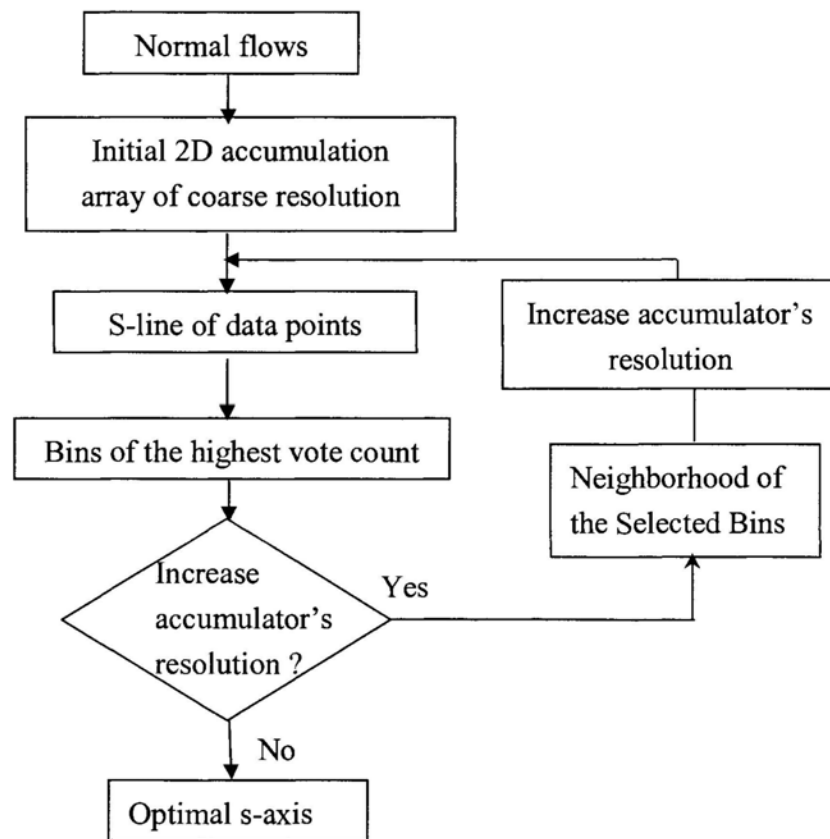 Normal flows
Initial 2D accumulation
array of coarse resolution
S-line of data points
Increase accumulator's
resolution
Bins of the highest vote count
Neighborhood of
the Selected Bins
Increase
accumulator's
resolution ?
Yes
No
Optimal s-axis